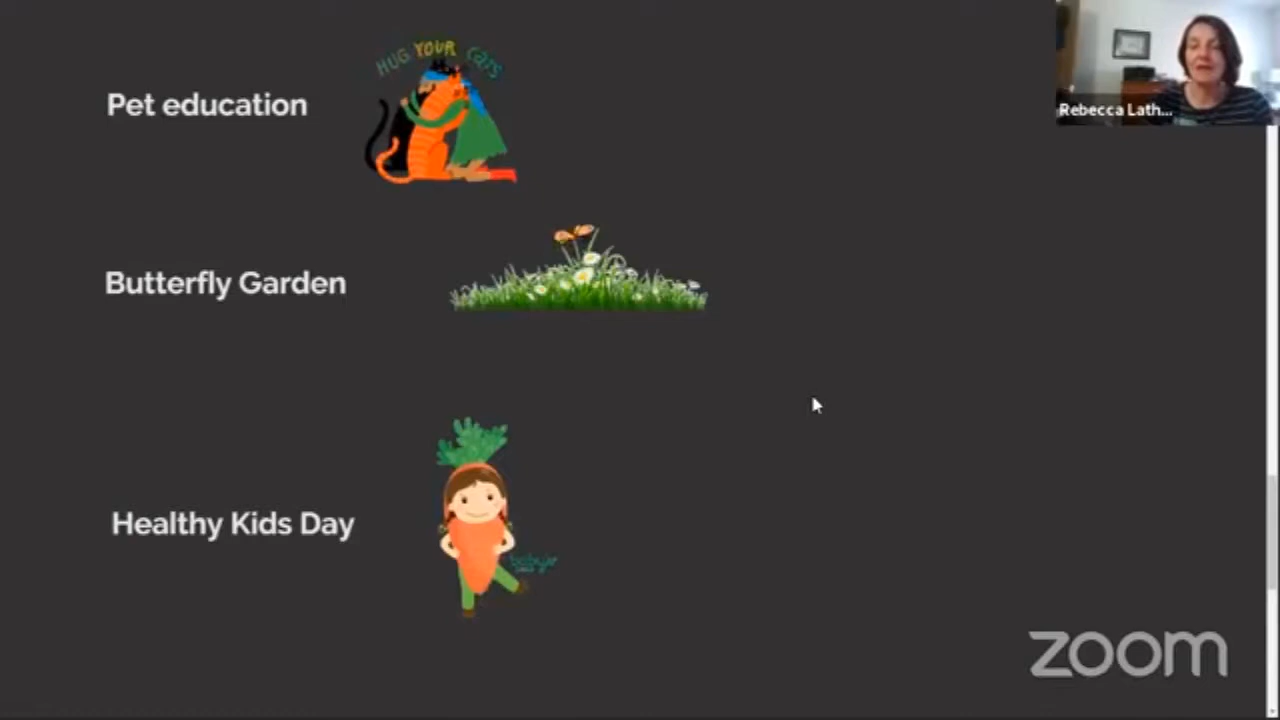 HUG YOUR CATS
Rebecca Lath...
Pet education
Butterfly Garden
Healthy Kids Day
zoom